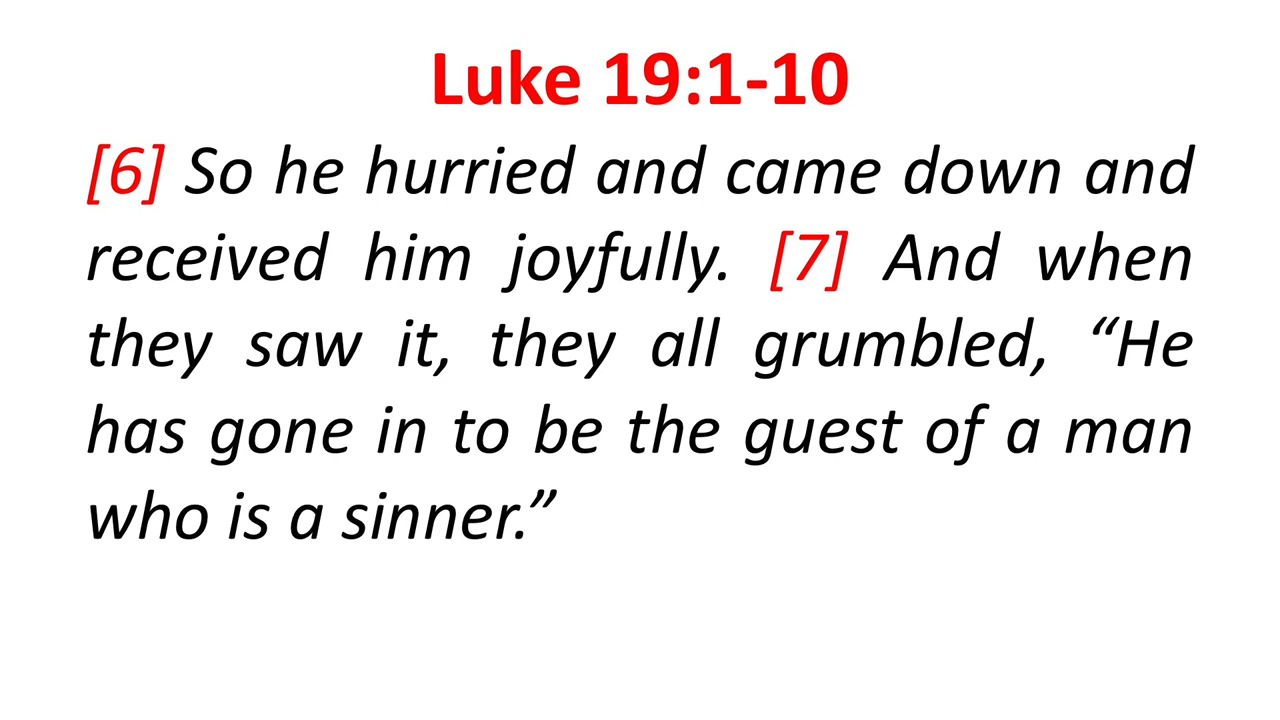 Luke 19:1-10
[6] So he hurried and came down and
received him joyfully. [7] And when
they saw it, they all grumbled, “He
has gone in to be the guest of a man
who is a sinner.”